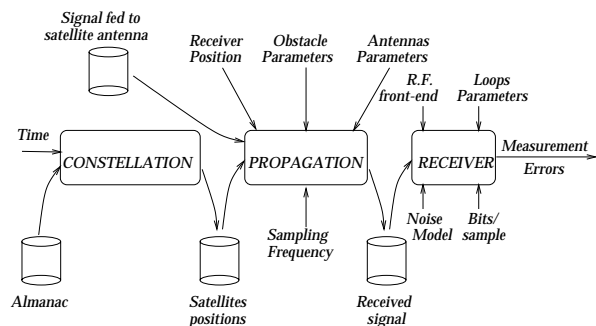 Signal fed to
satellite antenna
Receiver
Position
Obstacle
Parameters
Antennas
Parameters
R.F.
front-end
Loops
Parameters
Time
CONSTELLATION
PROPAGATION
RECEIVER
Measurement
Errors
Sampling
Frequency
Noise
Model
Bits/
sample
Almanac
Satellites
positions
Received
signal